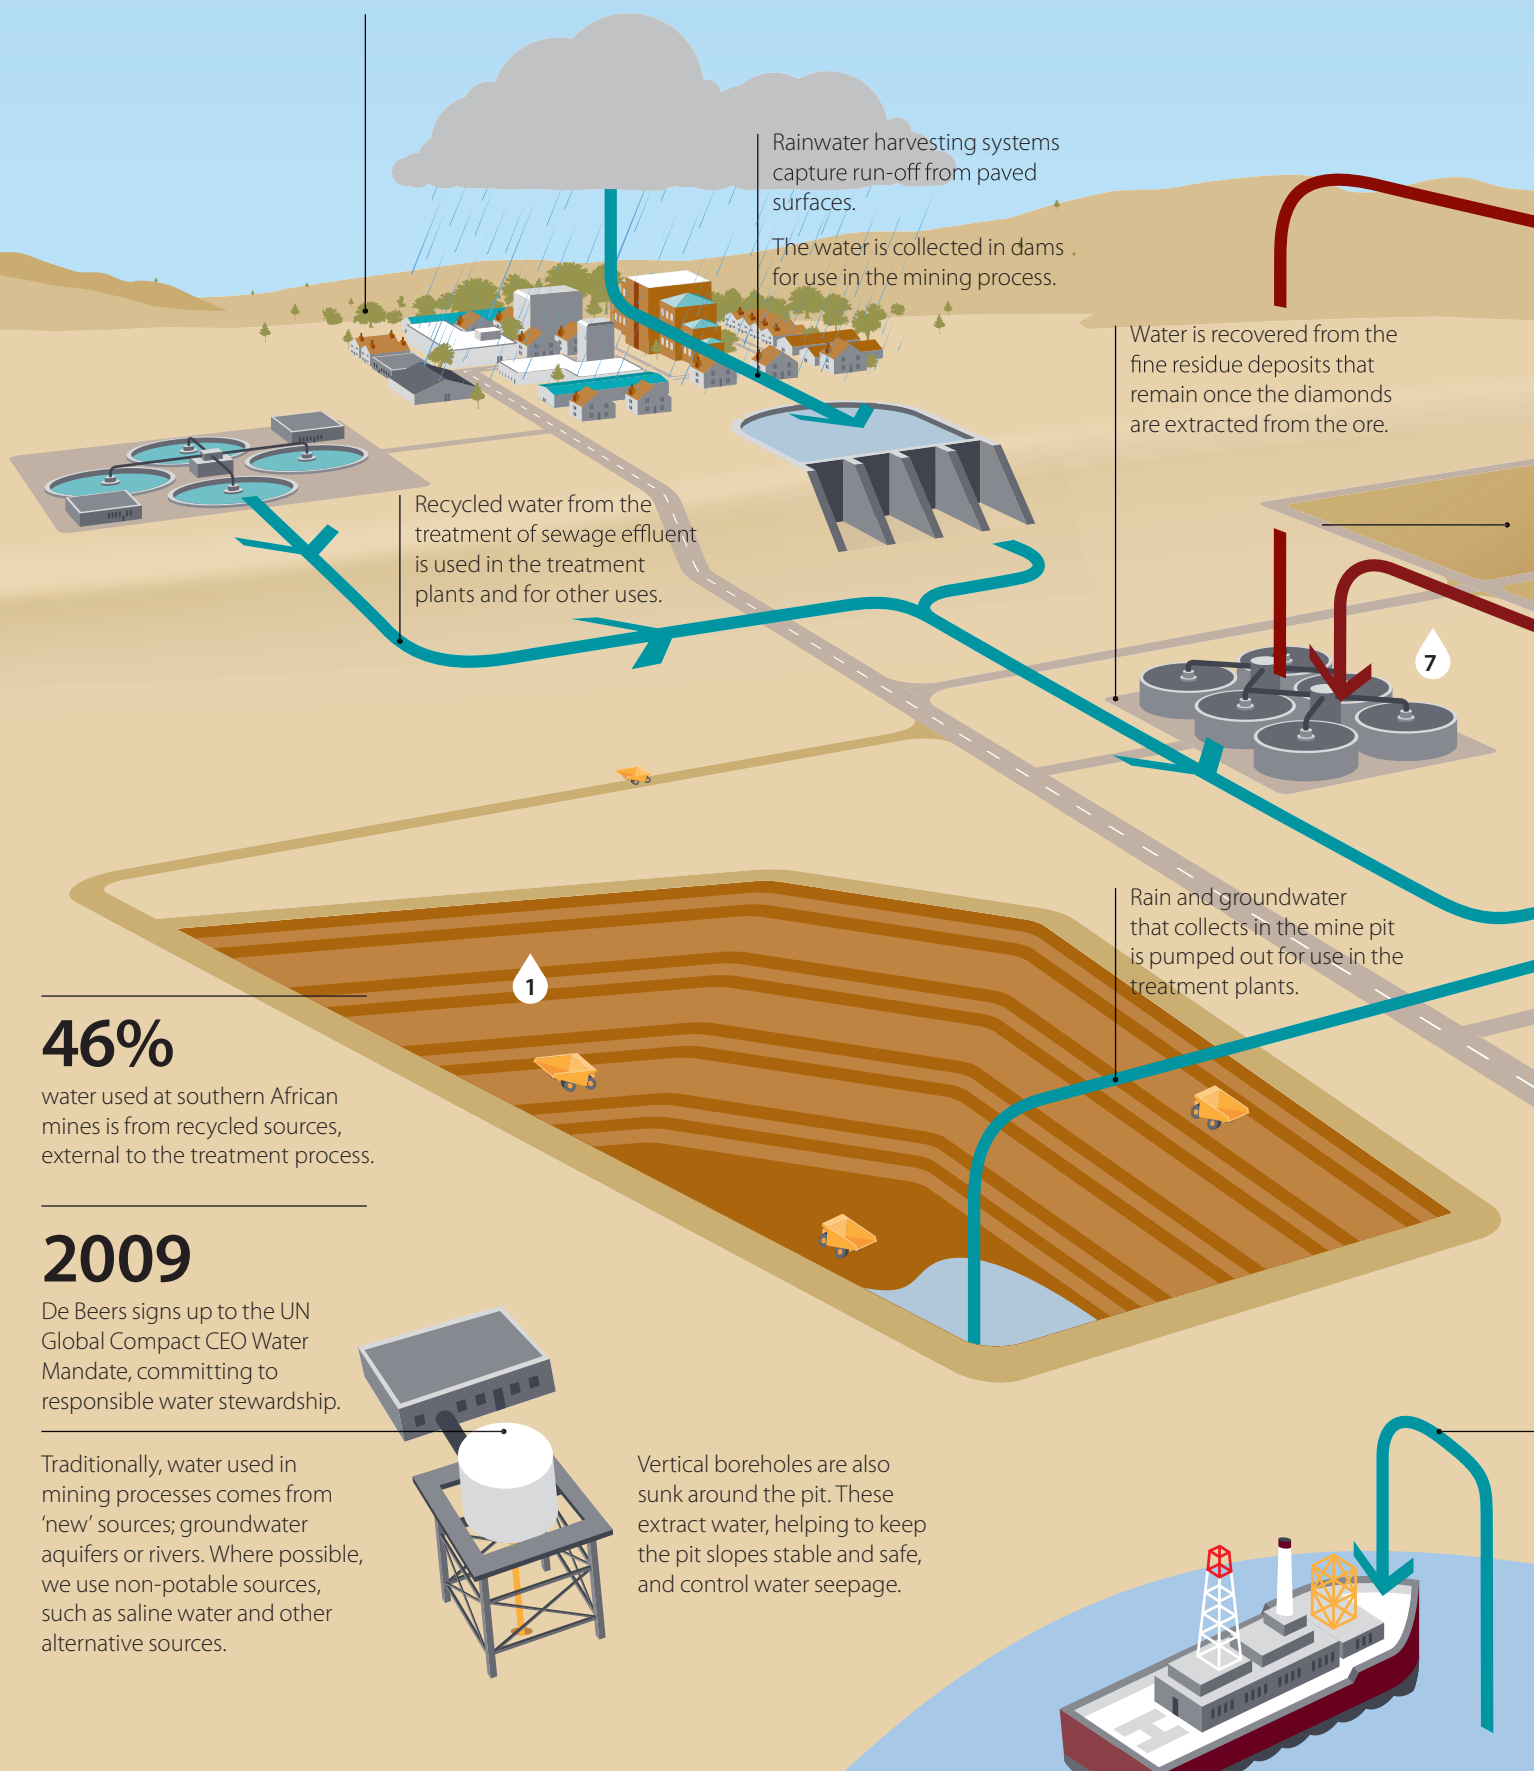 Rainwater harvesting systems
capture run-off from paved
surfaces.
The water is collected in dams
for use in the mining process.
Water is recovered from the
fine residue deposits that
remain once the diamonds
are extracted from the ore.
Recycled water from the
treatment of sewage effluent
is used in the treatment
plants and for other uses.
7
Rain and groundwater
that collects in the mine pit
is pumped out for use in the
treatment plants.
1
46%
water used at southern African
mines is from recycled sources,
external to the treatment process.
2009
De Beers signs up to the UN
Global Compact CEO Water
Mandate, committing to
responsible water stewardship.
Traditionally, water used in
mining processes comes from
‘new’ sources; groundwater
aquifers or rivers. Where possible,
we use non-potable sources,
such as saline water and other
alternative sources.
Vertical boreholes are also
sunk around the pit. These
extract water, helping to keep
the pit slopes stable and safe,
and control water seepage.
H